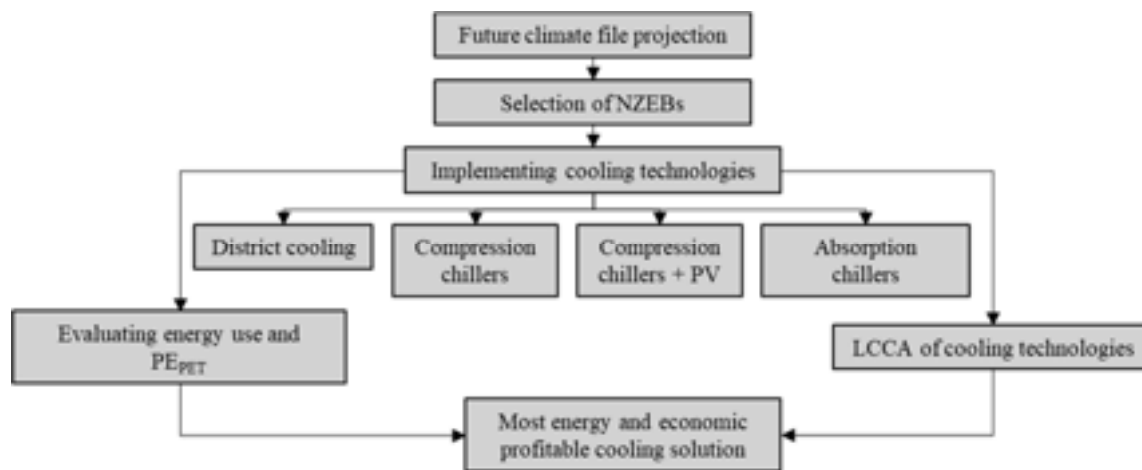 Future climate file projection
Selection of NZEBs
Implementing cooling technologies
District cooling
Compression
chillers
Compression
chillers + PV
Absorption
chillers
Evaluating energy use and
PE_PET
LCCA of cooling technologies
Most energy and economic
profitable cooling solution